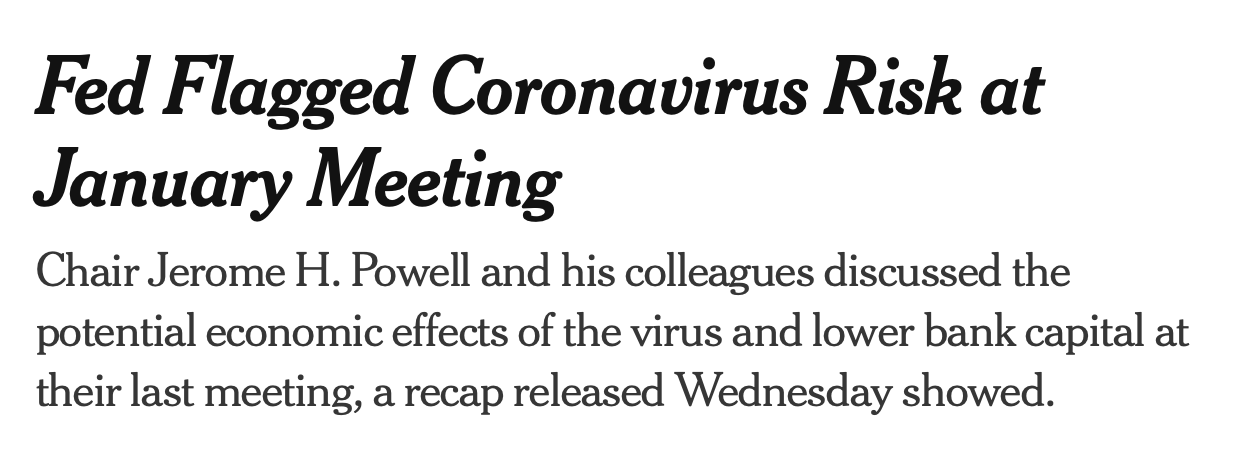 Fed Flagged Coronavirus Risk at
January Meeting
Chair Jerome H. Powell and his colleagues discussed the
potential economic effects of the virus and lower bank capital at
their last meeting, a recap released Wednesday showed.